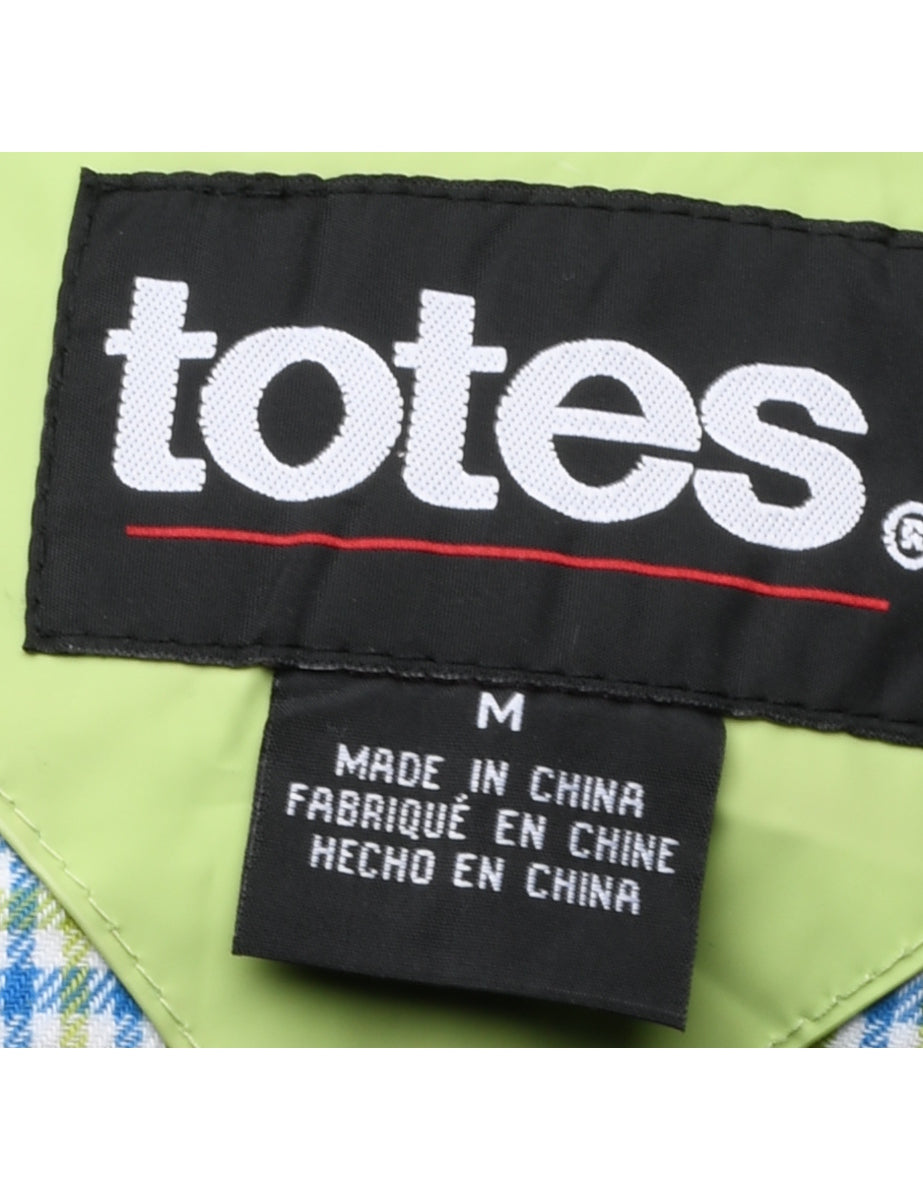 totes®
M
MADE IN CHINA
FABRIQUÉ EN CHINE
HECHO EN CHINA